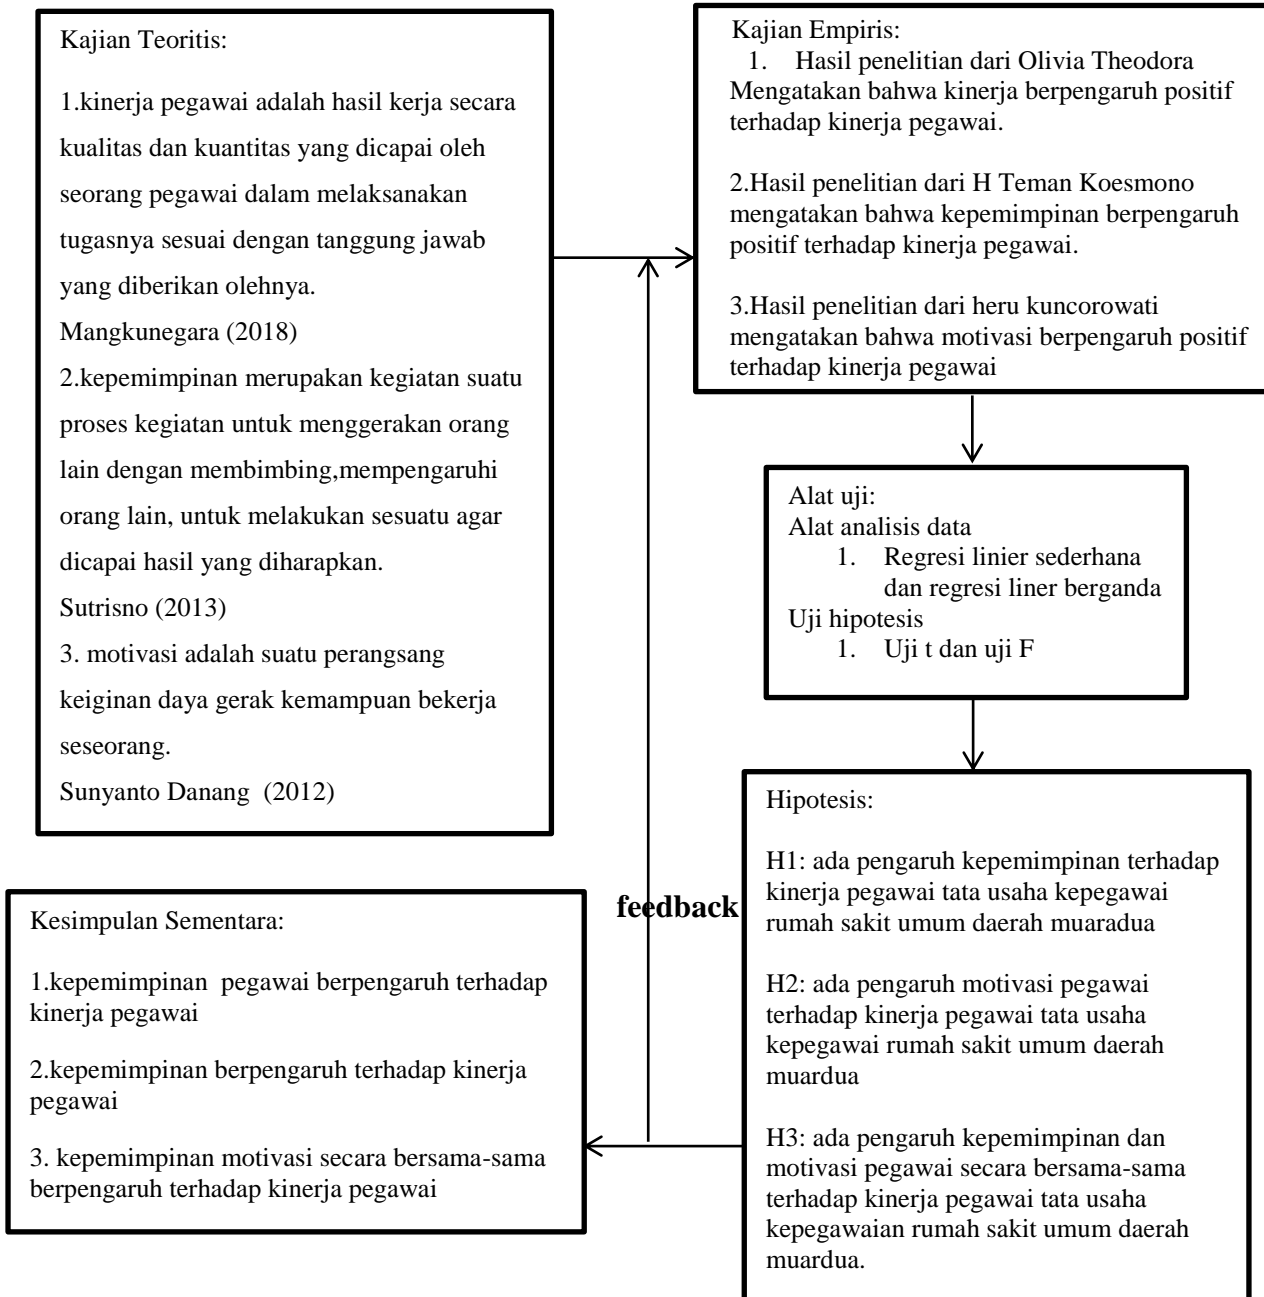 Kajian Teoritis:
1.kinerja pegawai adalah hasil kerja secara
kualitas dan kuantitas yang dicapai oleh
seorang pegawai dalam melaksanakan
tugasnya sesuai dengan tanggung jawab
yang diberikan olehnya.
Mangkunegara (2018)
2.kepemimpinan merupakan kegiatan suatu
proses kegiatan untuk menggerakan orang
lain dengan membimbing,mempengaruhi
orang lain, untuk melakukan sesuatu agar
dicapai hasil yang diharapkan.
Sutrisno (2013)
3. motivasi adalah suatu perangsang
keiginan daya gerak kemampuan bekerja
seseorang.
Sunyanto Danang  (2012)
Kajian Empiris:
1. Hasil penelitian dari Olivia Theodora
Mengatakan bahwa kinerja berpengaruh positif
terhadap kinerja pegawai.
2.Hasil penelitian dari H Teman Koesmono
mengatakan bahwa kepemimpinan berpengaruh
positif terhadap kinerja pegawai.
3.Hasil penelitian dari heru kuncorowati
mengatakan bahwa motivasi berpengaruh positif
terhadap kinerja pegawai
Alat uji:
Alat analisis data
1. Regresi linier sederhana
dan regresi liner berganda
Uji hipotesis
1. Uji t dan uji F
Hipotesis:
H1: ada pengaruh kepemimpinan terhadap
kinerja pegawai tata usaha kepegawai
rumah sakit umum daerah muaradua
H2: ada pengaruh motivasi pegawai
terhadap kinerja pegawai tata usaha
kepegawai rumah sakit umum daerah
muardua
H3: ada pengaruh kepemimpinan dan
motivasi pegawai secara bersama-sama
terhadap kinerja pegawai tata usaha
kepegawaian rumah sakit umum daerah
muardua.
feedback
Kesimpulan Sementara:
1.kepemimpinan  pegawai berpengaruh terhadap
kinerja pegawai
2.kepemimpinan berpengaruh terhadap kinerja
pegawai
3. kepemimpinan motivasi secara bersama-sama
berpengaruh terhadap kinerja pegawai